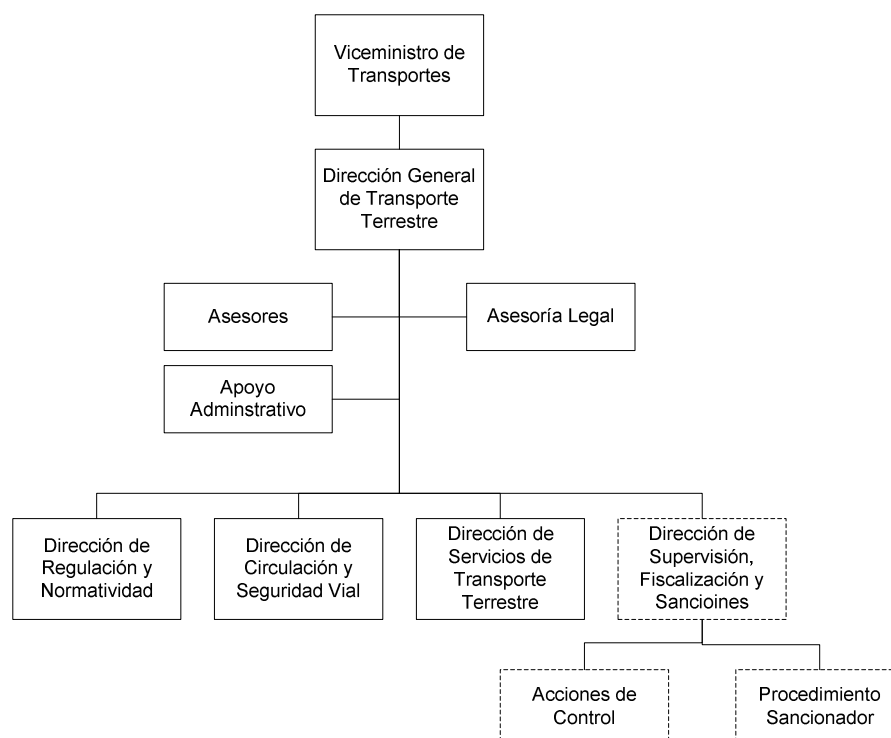 Viceministro de
Transportes
Dirección General
de Transporte
Terrestre
Asesores
Asesoría Legal
Apoyo
Adminstrativo
Dirección de
Regulación y
Normatividad
Dirección de
Circulación y
Seguridad Vial
Dirección de
Servicios de
Transporte
Terrestre
Dirección de
Supervisión,
Fiscalización y
Sancioines
Acciones de
Control
Procedimiento
Sancionador